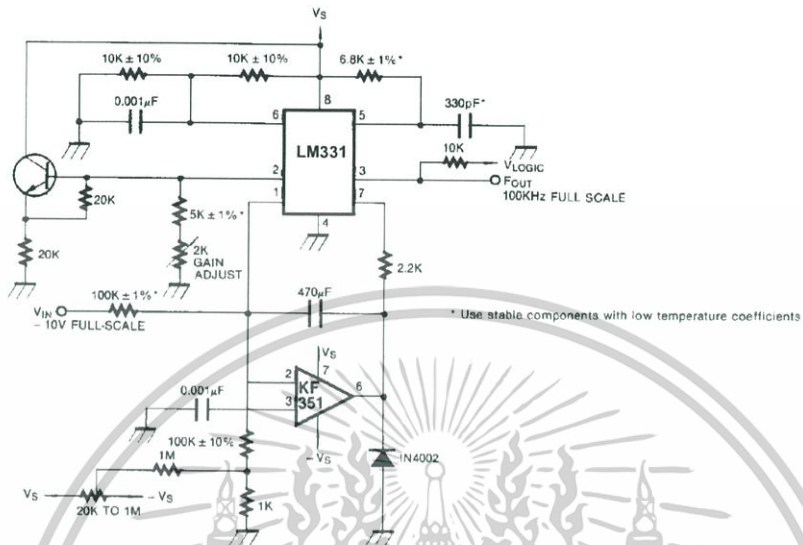 Vs
10K ± 10%
10K ± 10%
6.8K ± 1% *
0.001µF
330pF*
8
6
5
LM331
10K
VLOGIC
2
3
FOUT
100KHz FULL SCALE
1
7
4
20K
5K ± 1% *
20K
2K
GAIN
ADJUST
2.2K
100K ± 1% *
470µF
VIN
– 10V FULL-SCALE
* Use stable components with low temperature coefficients
Vs
7
2
KF
351
6
3
0.001µF
– Vs
100K ± 10%
1M
IN4002
Vs
– Vs
20K TO 1M
1K